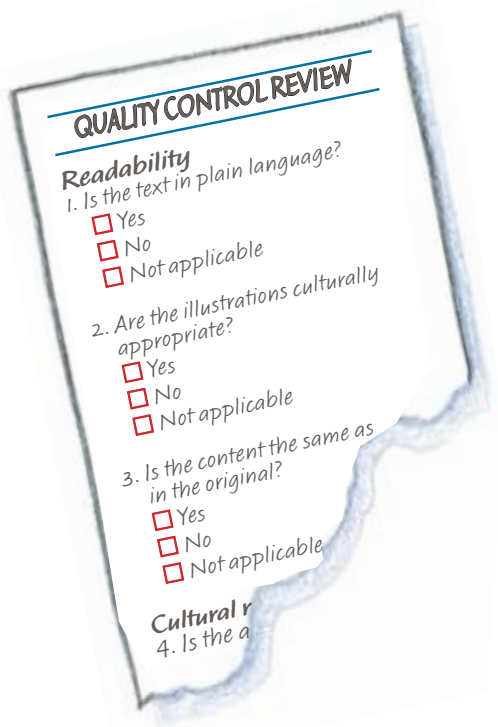 QUALITY CONTROL REVIEW
Readability
1. Is the text in plain language?
Yes
No
Not applicable
2. Are the illustrations culturally
appropriate?
Yes
No
Not applicable
3. Is the content the same as
in the original?
Yes
No
Not applicable
Cultural r
4. Is the a